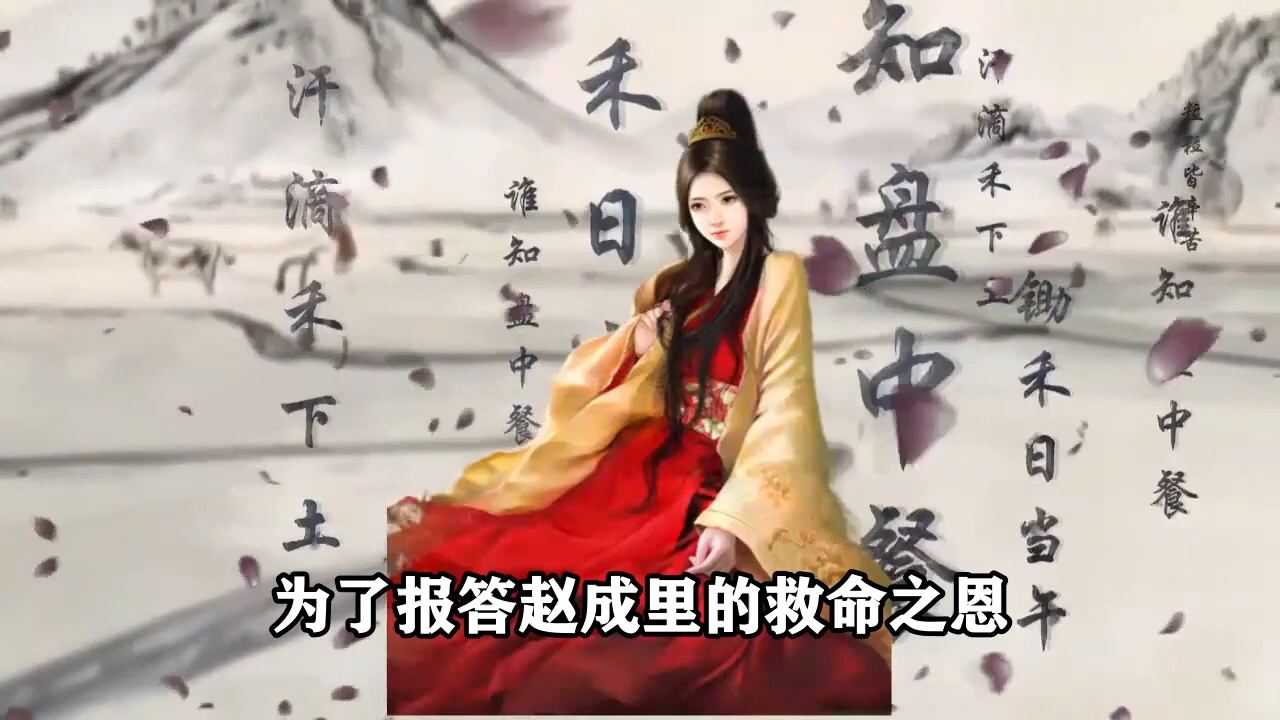 粒粒皆辛苦
谁知 中餐
锄禾日当午
汗滴禾下土
知盘中餐
禾日
谁知盘中餐
汗滴禾下土
为了报答赵成里的救命之恩